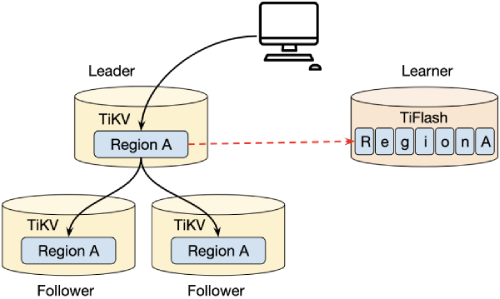 Leader
Learner
TiKV
Region A
TiFlash
R e g i o n A
TiKV
Region A
TiKV
Region A
Follower
Follower